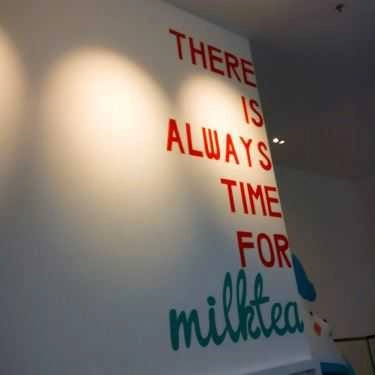 THERE
IS
ALWAYS
TIME
FOR
milktea